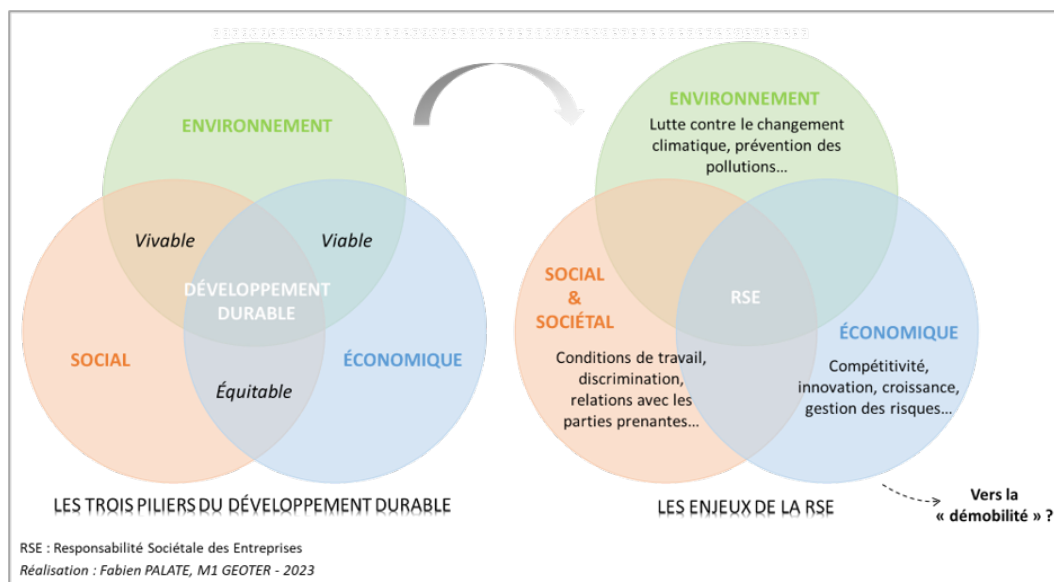 ENVIRONNEMENT
Vivable
Viable
DÉVELOPPEMENT
DURABLE
SOCIAL
ÉCONOMIQUE
Équitable
LES TROIS PILIERS DU DÉVELOPPEMENT DURABLE
ENVIRONNEMENT
Lutte contre le changement
climatique, prévention des
pollutions…
SOCIAL
&
SOCIÉTAL
Conditions de travail,
discrimination,
relations avec les
parties prenantes…
RSE
ÉCONOMIQUE
Compétitivité,
innovation, croissance,
gestion des risques…
LES ENJEUX DE LA RSE
Vers la
« démobilité » ?
RSE : Responsabilité Sociétale des Entreprises
Réalisation : Fabien PALATE, M1 GEOTER - 2023